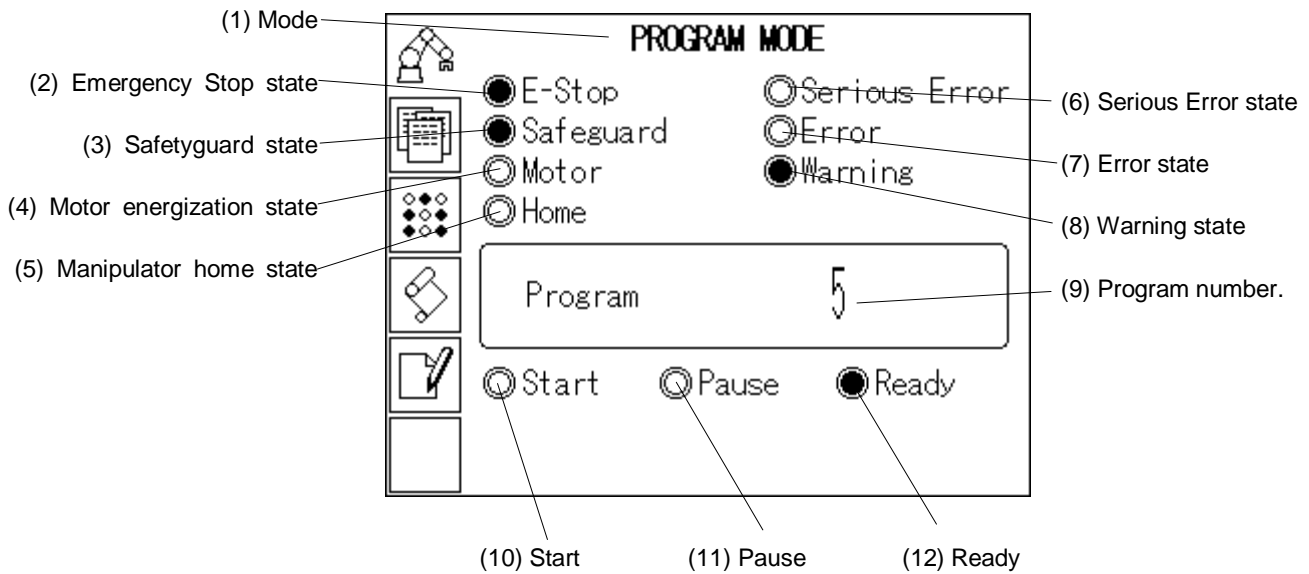 (1) Mode
PROGRAM MODE
(2) Emergency Stop state
E-Stop
Serious Error
(6) Serious Error state
(3) Safetyguard state
Safeguard
Error
(7) Error state
(4) Motor energization state
Motor
Warning
(8) Warning state
(5) Manipulator home state
Home
Program 5
(9) Program number.
Start Pause Ready
(10) Start (11) Pause (12) Ready